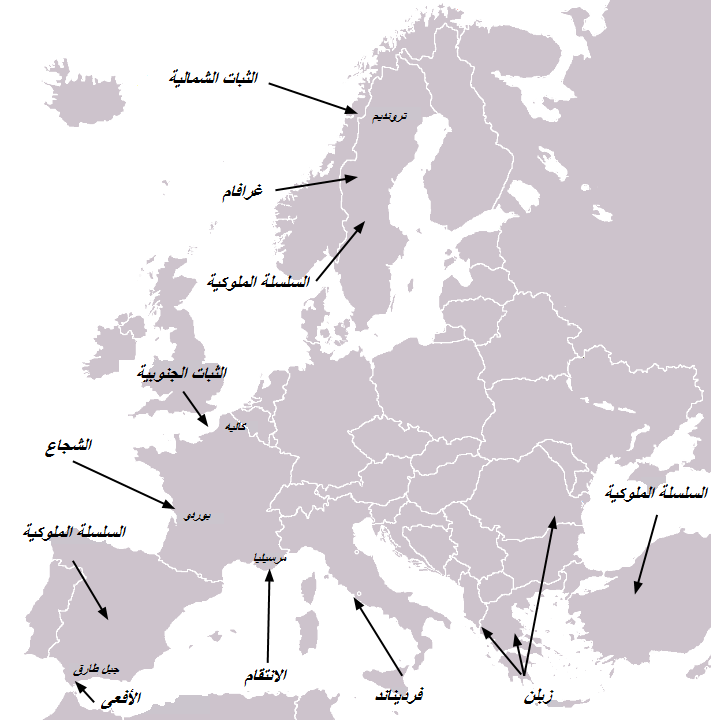 الثبات الشمالية
تروندیم
غرافام
السلسلة الملوكية
الثبات الجنوبية
كاليه
الشجاع
السلسلة الملوكية
بوردو
السلسلة الملوكية
مرسيليا
جبل طارق
الأفعى
الانتقام
فرديناند
زبلن